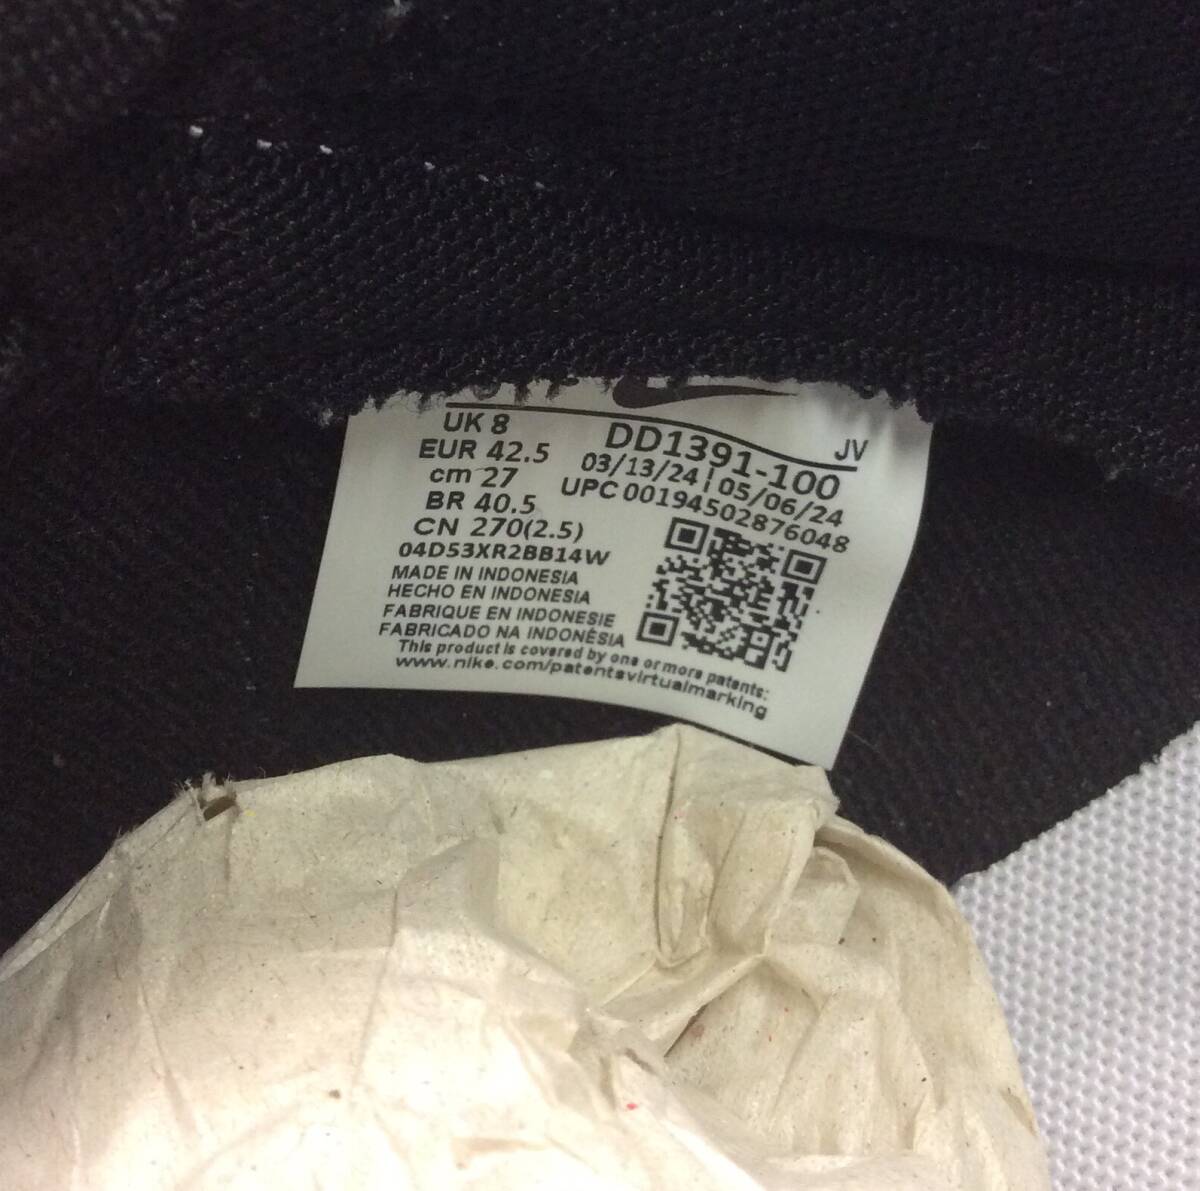 UK 8
EUR 42.5
cm 27
BR 40.5
CN 270(2.5)
04D53XR2BB14W
MADE IN INDONESIA
HECHO EN INDONESIA
FABRIQUE EN INDONESIE
FABRICADO NA INDONÉSIA
This product is covered by one or more patents:
www.nike.com/patentsvirtualmarking
JV
DD1391-100
03/13/24 | 05/06/24
UPC 00194502876048